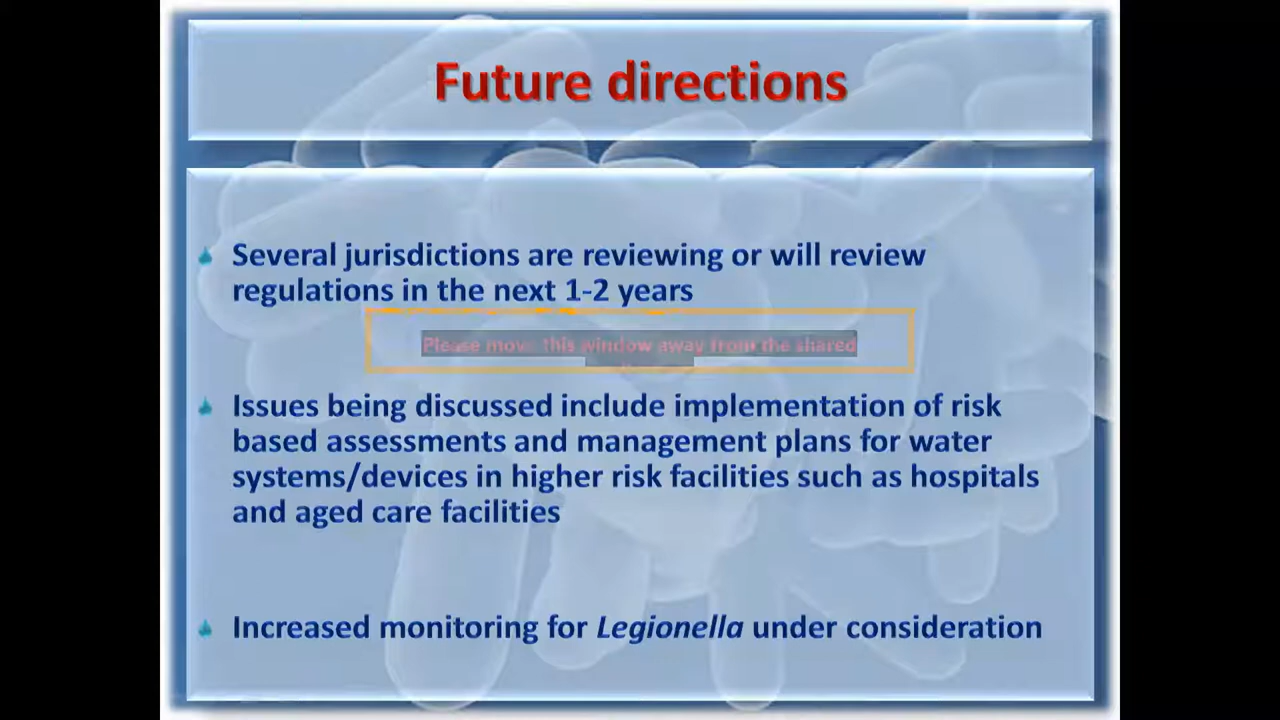 Future directions
Several jurisdictions are reviewing or will review
regulations in the next 1-2 years
Please move this window away from the shared
Issues being discussed include implementation of risk
based assessments and management plans for water
systems/devices in higher risk facilities such as hospitals
and aged care facilities
Increased monitoring for Legionella under consideration